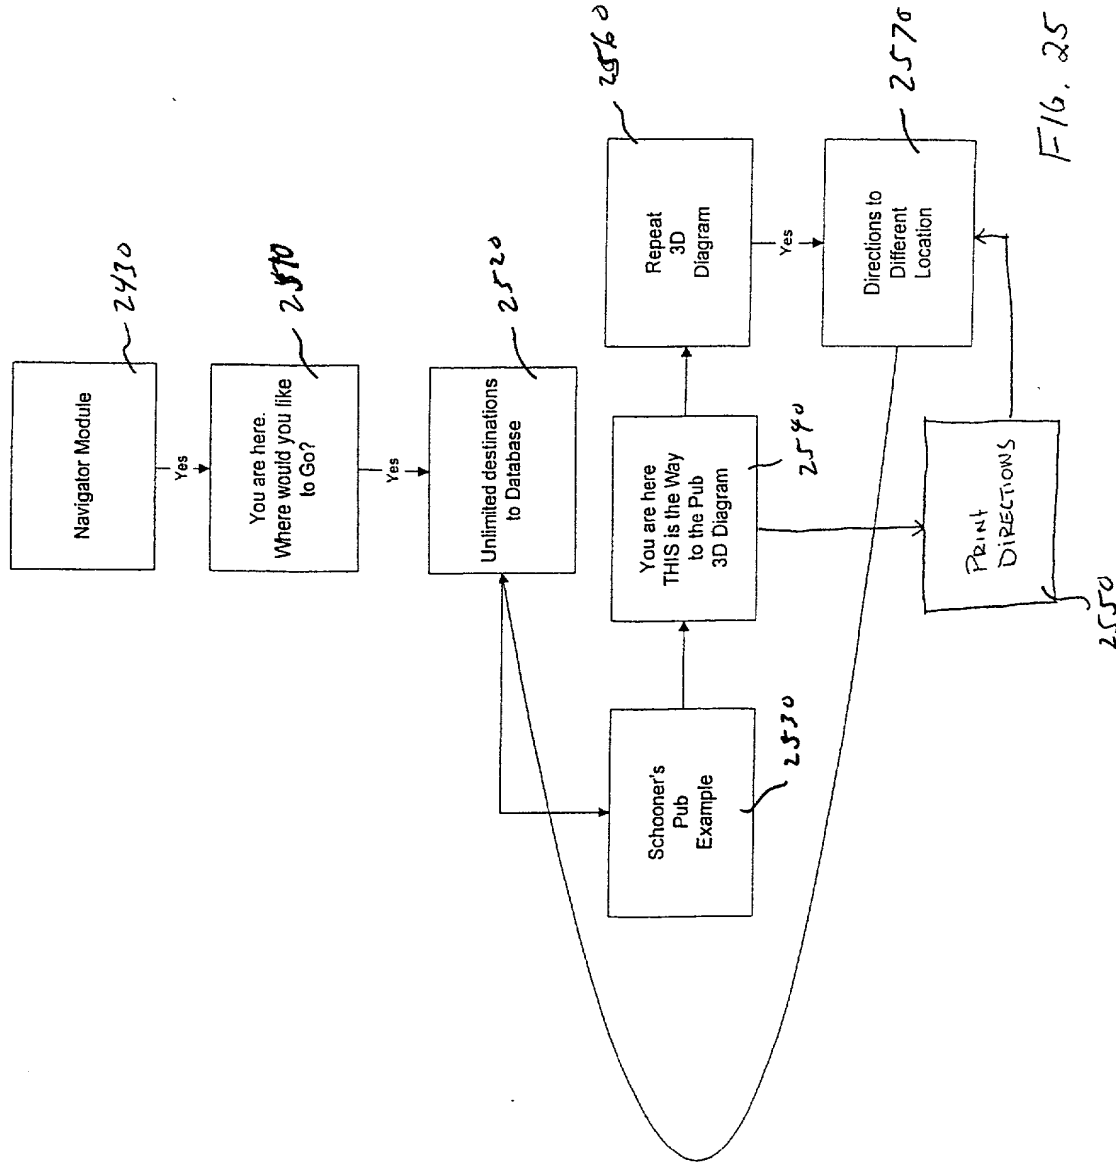 Navigator Module
2430
Yes
You are here.
Where would you like
to Go?
2510
Yes
Unlimited destinations
to Database
2520
Schooner's
Pub
Example
2530
You are here
THIS is the Way
to the Pub
3D Diagram
2540
Repeat
3D
Diagram
2560
Yes
Directions to
Different
Location
2570
PRINT
DIRECTIONS
2550
FIG. 25